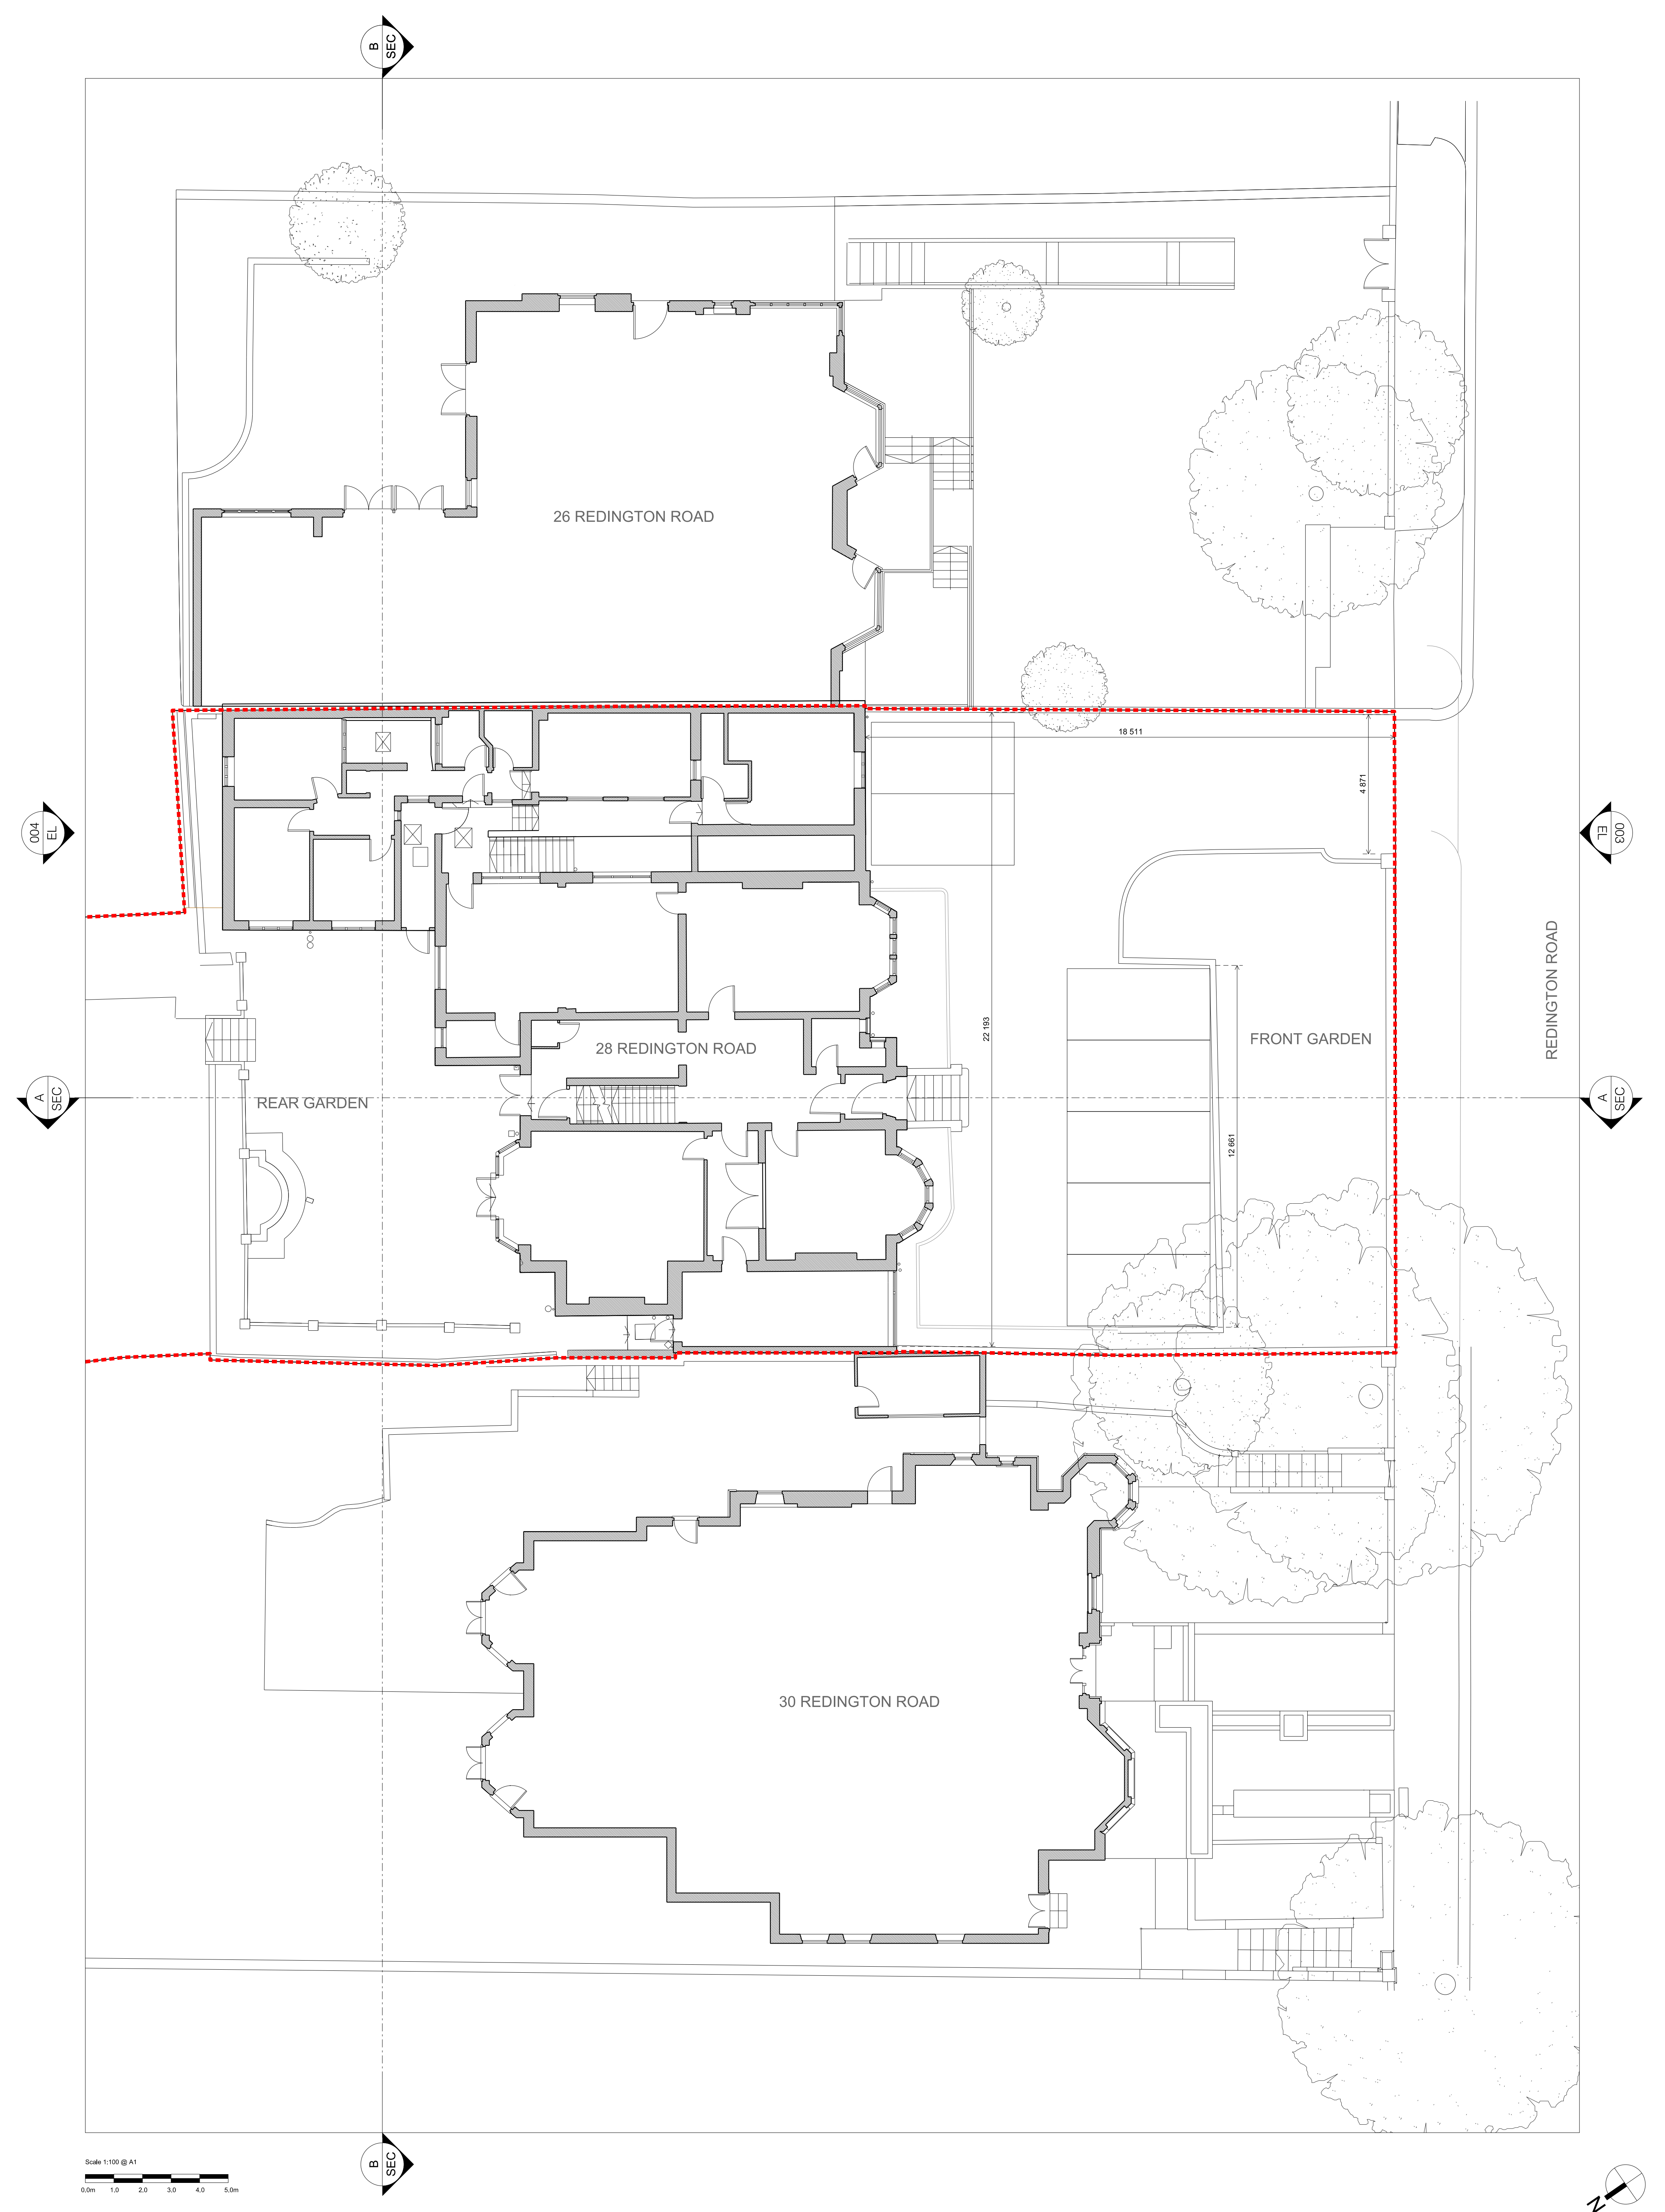 B
SEC
26 REDINGTON ROAD
18 511
4 871
004
EL
003
EL
22 193
REDINGTON ROAD
FRONT GARDEN
28 REDINGTON ROAD
A
SEC
REAR GARDEN
A
SEC
12 661
30 REDINGTON ROAD
B
SEC
Scale 1:100 @ A1
0,0m 1,0 2,0 3,0 4,0 5,0m
N